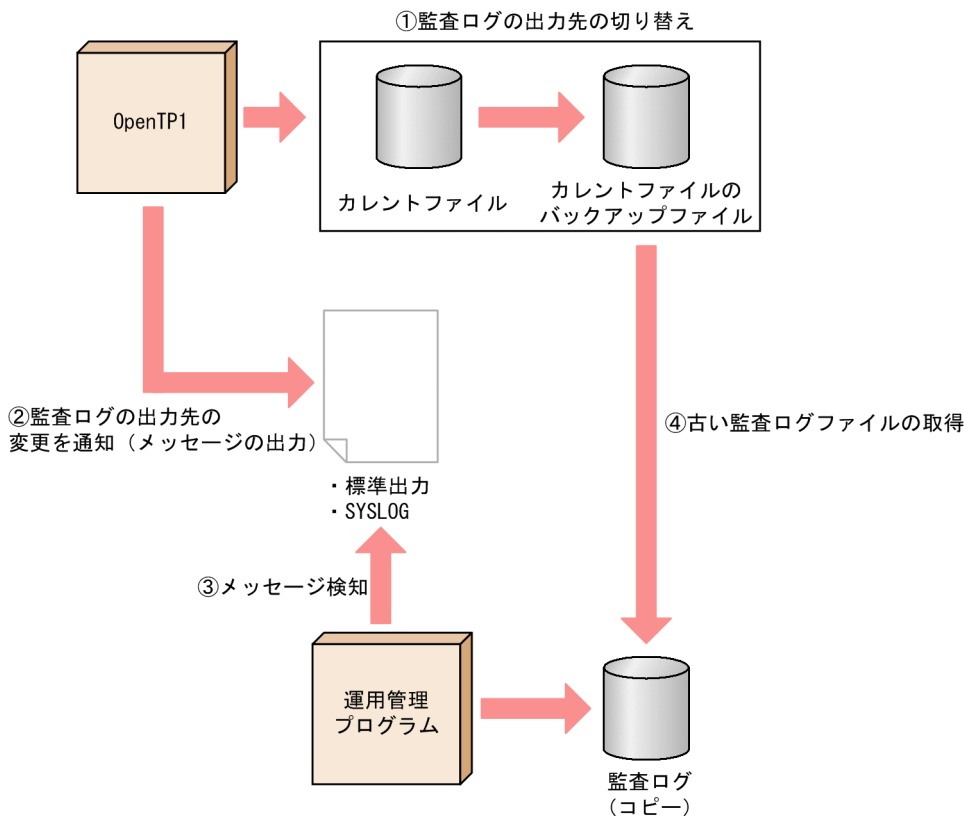 ①監査ログの出力先の切り替え
OpenTP1
カレントファイル
カレントファイルの
バックアップファイル
②監査ログの出力先の
変更を通知（メッセージの出力）
・標準出力
・SYSLOG
③メッセージ検知
④古い監査ログファイルの取得
運用管理
プログラム
監査ログ
（コピー）